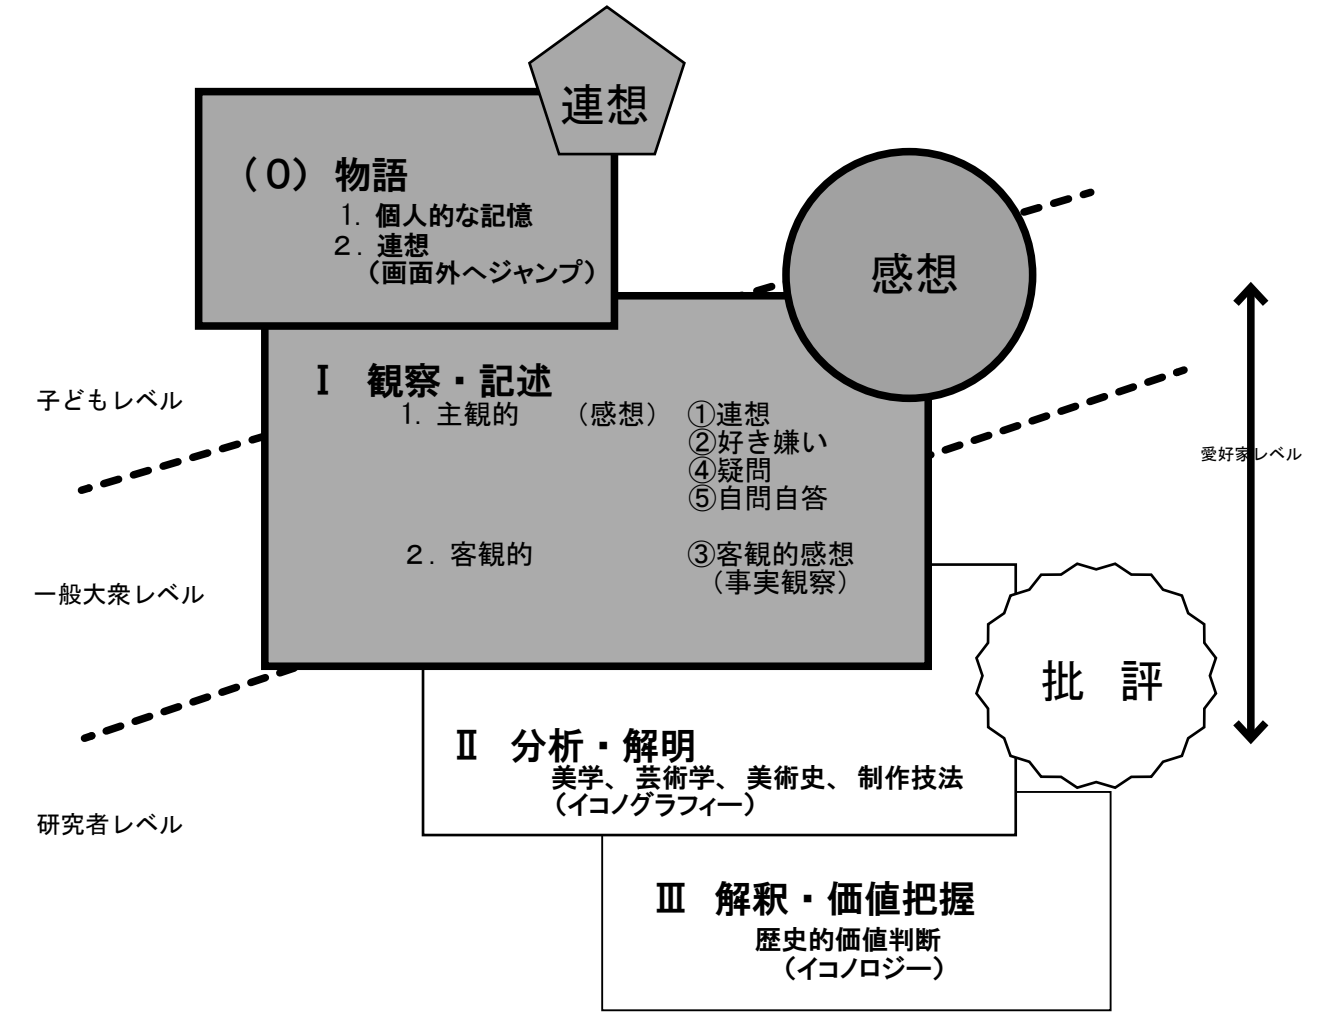 連想
（０） 物語
1. 個人的な記憶
２. 連想
（画面外へジャンプ）
感想
Ⅰ 観察・記述
1. 主観的 （感想） ①連想
②好き嫌い
④疑問
⑤自問自答
２. 客観的 ③客観的感想
（事実観察）
子どもレベル
愛好家レベル
一般大衆レベル
批 評
Ⅱ 分析・解明
美学、芸術学、美術史、制作技法
（イコノグラフィー）
研究者レベル
Ⅲ 解釈・価値把握
歴史的価値判断
（イコノロジー）